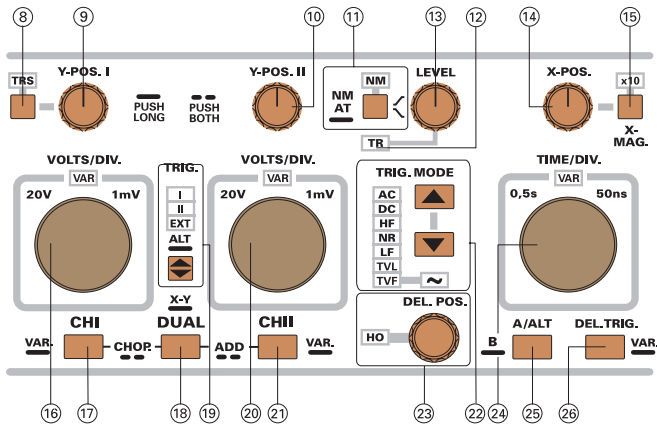 8 9 10 11 13 12 14 15
Y-POS. I Y-POS. II NM LEVEL X-POS. x10
TRS
PUSH LONG
PUSH BOTH
NM AT
TR
X-MAG.
VOLTS/DIV. TRIG. VOLTS/DIV. TRIG. MODE TIME/DIV.
VAR VAR VAR
20V 1mV 20V 1mV 0,5s 50ns
I
II
EXT
ALT
AC
DC
HF
NR
LF
TVL
TVF ~
X-Y
DEL. POS.
HO
CHI DUAL CHII A/ALT DEL.TRIG.
VAR. CHOP. ADD VAR. B VAR.
16 17 18 19 20 21 23 22 24 25 26